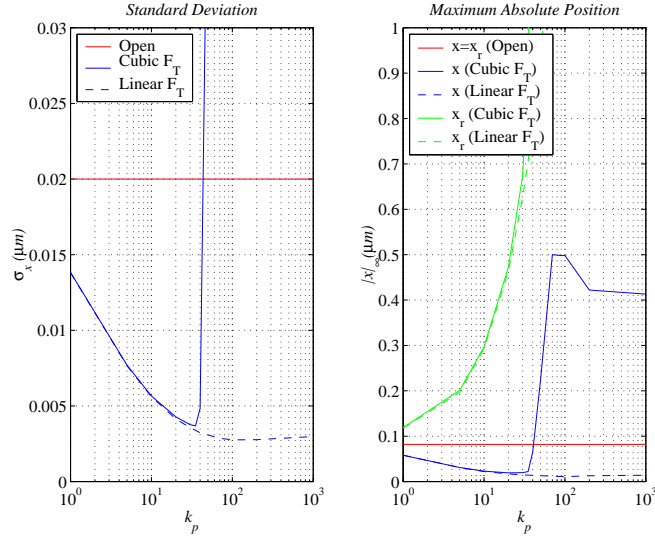 Standard Deviation
0.03
0.025
0.02
0.015
0.01
0.005
0
σ_x (μm)
Open
Cubic F_T
Linear F_T
10^0
10^1
10^2
10^3
k_p
Maximum Absolute Position
1
0.9
0.8
0.7
0.6
0.5
0.4
0.3
0.2
0.1
0
|x|_∞ (μm)
x=x_r (Open)
x (Cubic F_T)
x (Linear F_T)
x_r (Cubic F_T)
x_r (Linear F_T)
10^0
10^1
10^2
10^3
k_p